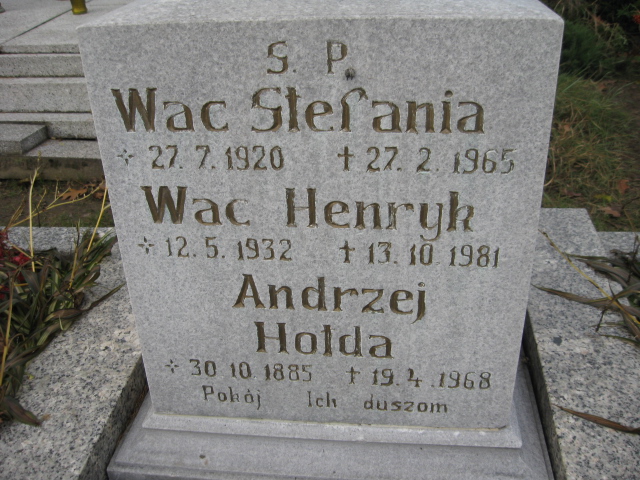 Ś. P.
Wac Stefania
27. 7. 1920 † 27. 2. 1965
Wac Henryk
12. 5. 1932 † 13. 10. 1981
Andrzej
Hołda
30 10. 1885 † 19. 4. 1968
Pokój Ich duszom